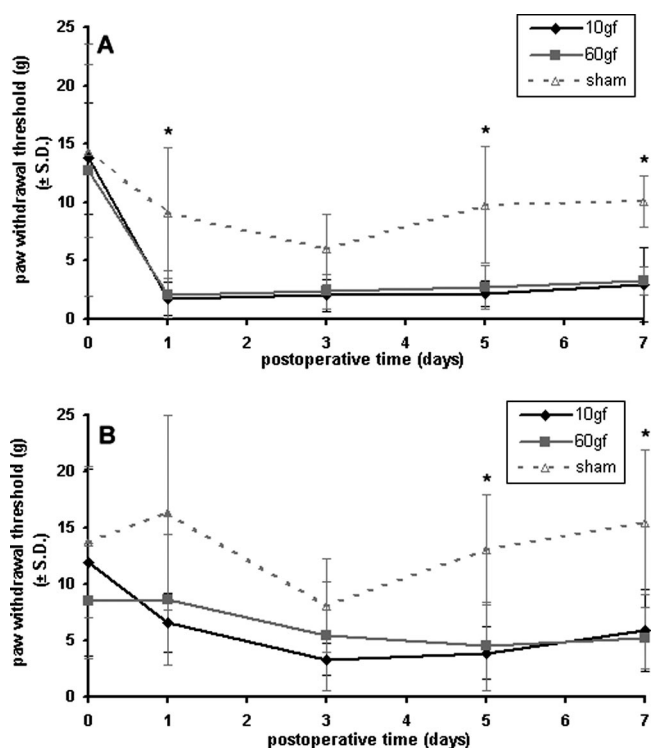 A
paw withdrawal threshold (g)
(± S.D.)
25
20
15
10
5
0
10gf
60gf
sham
*
*
*
0 1 2 3 4 5 6 7
postoperative time (days)
B
paw withdrawal threshold (g)
(± S.D.)
25
20
15
10
5
0
10gf
60gf
sham
*
*
0 1 2 3 4 5 6 7
postoperative time (days)